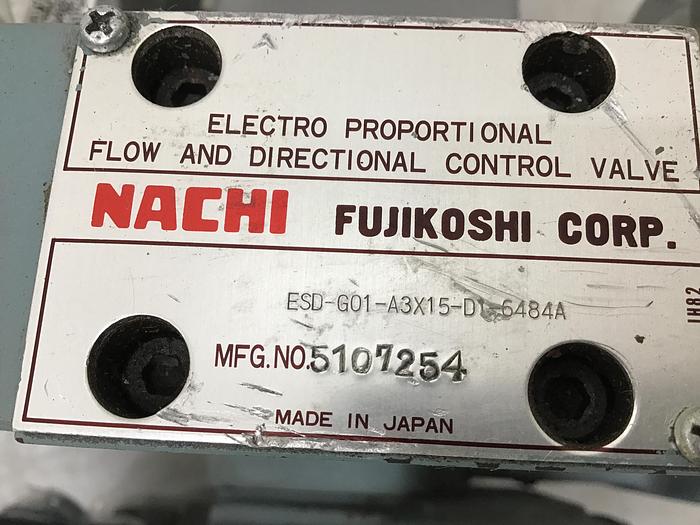 ELECTRO PROPORTIONAL
FLOW AND DIRECTIONAL CONTROL VALVE
NACHI FUJIKOSHI CORP.
ESD-G01-A3X15-D1-6484A
MFG.NO.5107254
MADE IN JAPAN